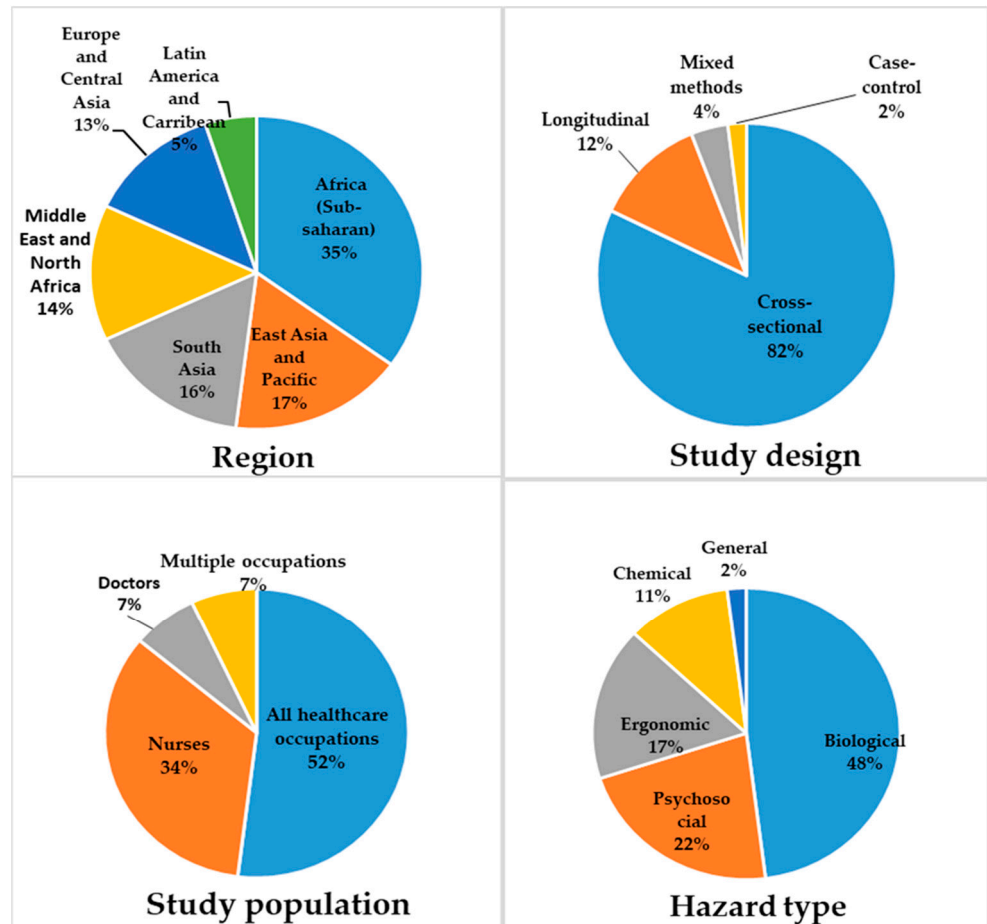 Europe
and
Central
Asia
13%
Latin
America
and
Carribean
5%
Africa
(Sub-
saharan)
35%
Middle
East and
North
Africa
14%
South
Asia
16%
East Asia
and
Pacific
17%
Region
Mixed
methods
4%
Case-
control
2%
Longitudinal
12%
Cross-
sectional
82%
Study design
Multiple occupations
7%
Doctors
7%
Nurses
34%
All healthcare
occupations
52%
Study population
General
2%
Chemical
11%
Ergonomic
17%
Biological
48%
Psychoso
cial
22%
Hazard type